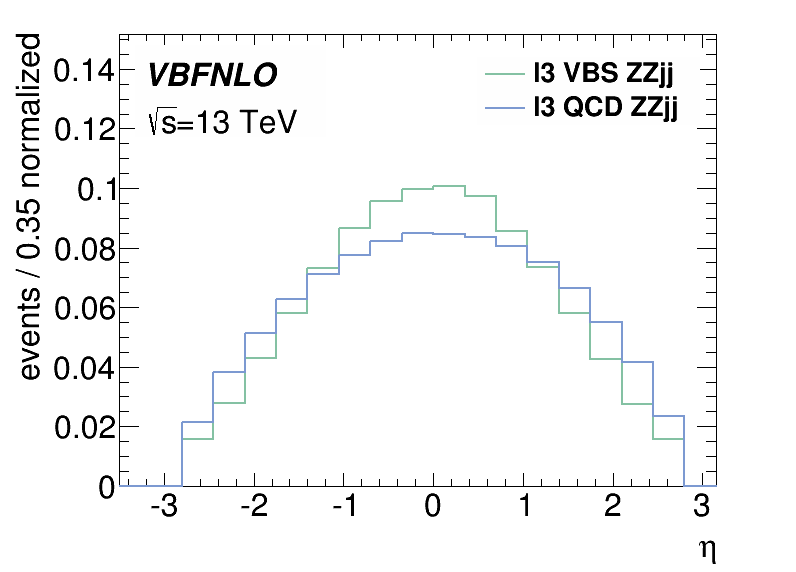 VBFNLO
√s=13 TeV
l3 VBS ZZjj
l3 QCD ZZjj
events / 0.35 normalized
0.14
0.12
0.1
0.08
0.06
0.04
0.02
0
-3 -2 -1 0 1 2 3
η